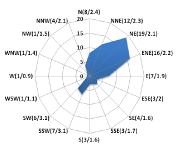 N(8/2.4)
NNE(12/2.3)
NE(19/2.1)
ENE(16/2.2)
E(7/1.9)
ESE(3/2)
SE(4/1.6)
SSE(3/1.7)
S(3/1.6)
SSW(7/3.1)
SW(6/3.1)
WSW(1/1.1)
W(1/0.9)
WNW(1/1.4)
NW(1/1.5)
NNW(4/2.1)
20
15
10
5
0